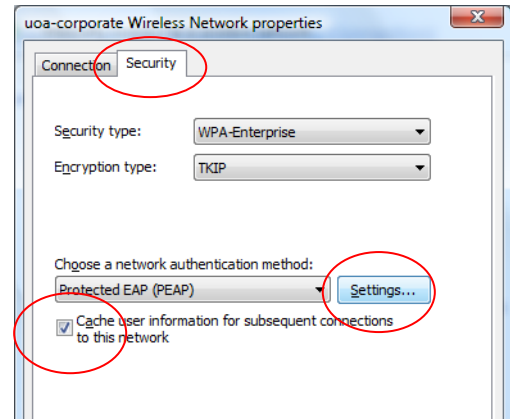 uoa-corporate Wireless Network properties
Connection Security
Security type: WPA-Enterprise
Encryption type: TKIP
Choose a network authentication method:
Protected EAP (PEAP) Settings...
Cache user information for subsequent connections
to this network